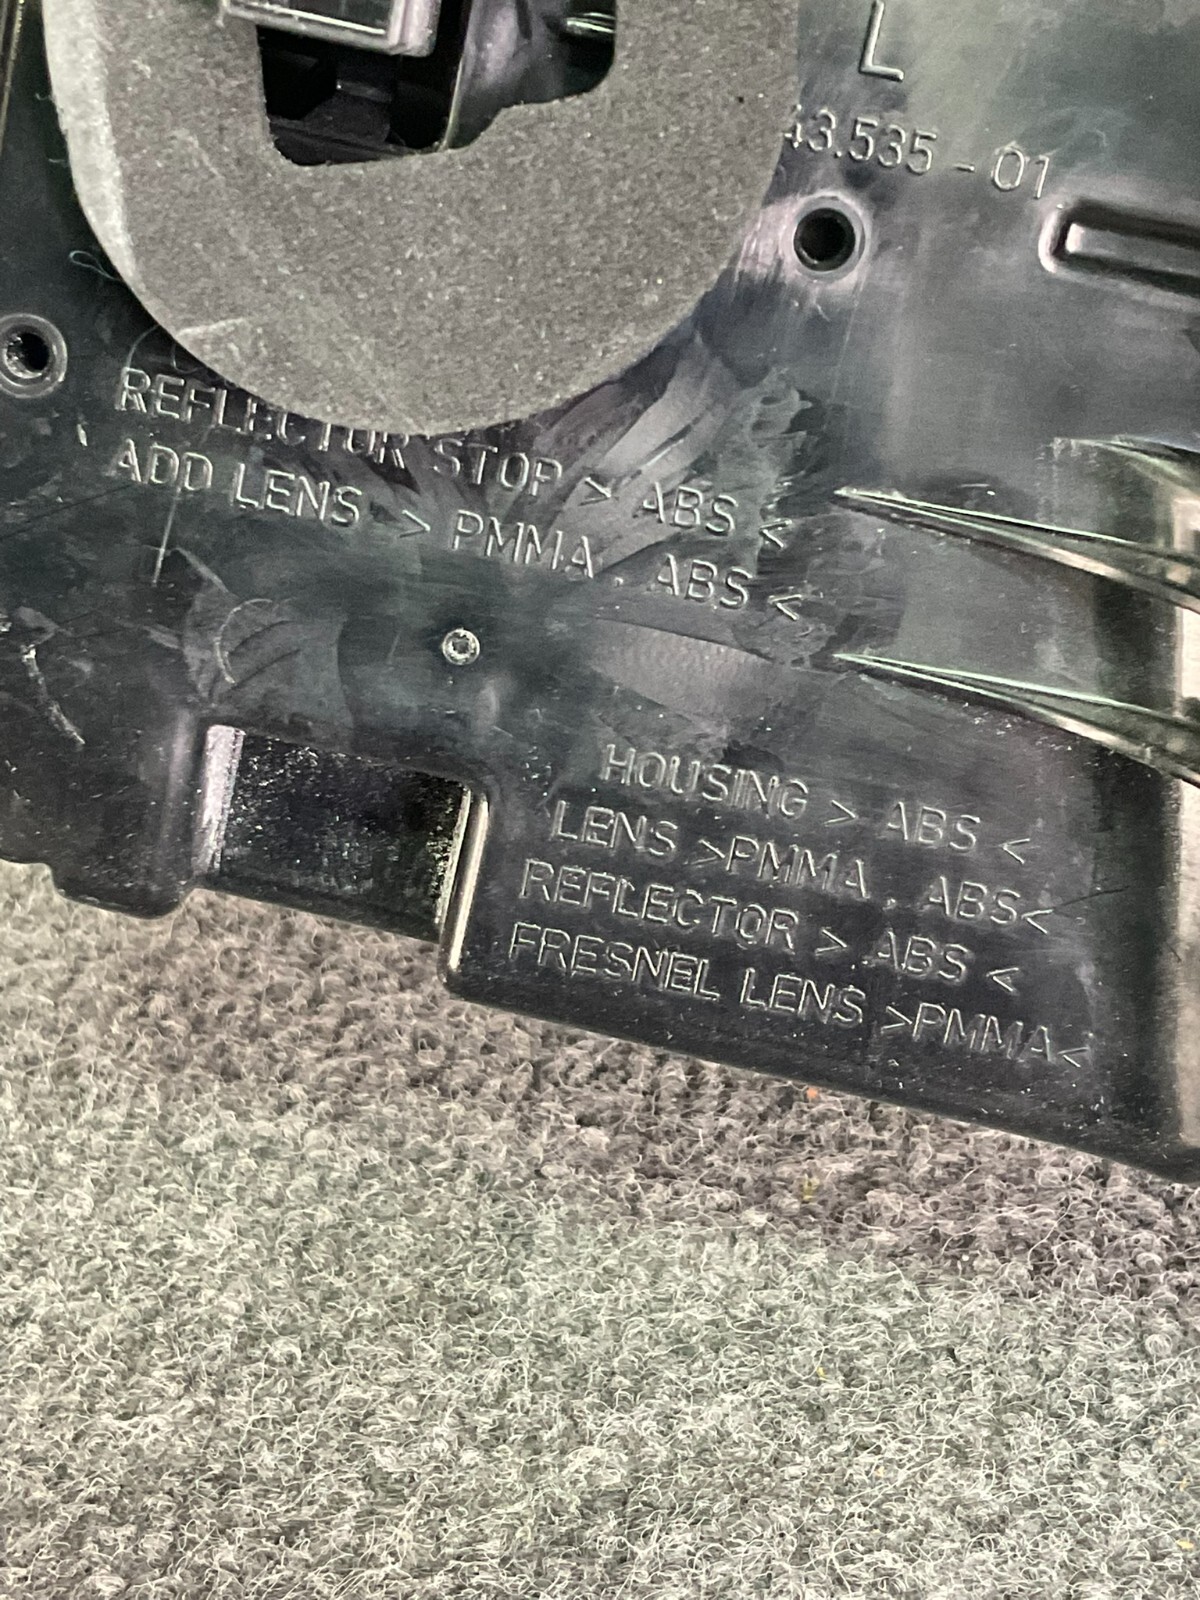 L
43.535 - 01
REFLECTOR STOP > ABS <
ADD LENS > PMMA . ABS <
HOUSING > ABS <
LENS >PMMA . ABS<
REFLECTOR > ABS <
FRESNEL LENS >PMMA<